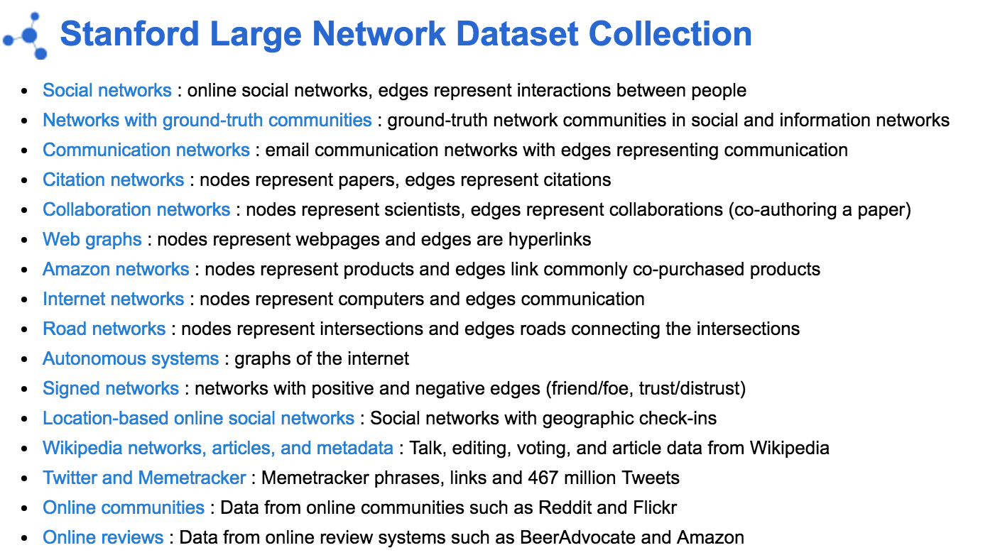 Stanford Large Network Dataset Collection
• Social networks : online social networks, edges represent interactions between people
• Networks with ground-truth communities : ground-truth network communities in social and information networks
• Communication networks : email communication networks with edges representing communication
• Citation networks : nodes represent papers, edges represent citations
• Collaboration networks : nodes represent scientists, edges represent collaborations (co-authoring a paper)
• Web graphs : nodes represent webpages and edges are hyperlinks
• Amazon networks : nodes represent products and edges link commonly co-purchased products
• Internet networks : nodes represent computers and edges communication
• Road networks : nodes represent intersections and edges roads connecting the intersections
• Autonomous systems : graphs of the internet
• Signed networks : networks with positive and negative edges (friend/foe, trust/distrust)
• Location-based online social networks : Social networks with geographic check-ins
• Wikipedia networks, articles, and metadata : Talk, editing, voting, and article data from Wikipedia
• Twitter and Memetracker : Memetracker phrases, links and 467 million Tweets
• Online communities : Data from online communities such as Reddit and Flickr
• Online reviews : Data from online review systems such as BeerAdvocate and Amazon